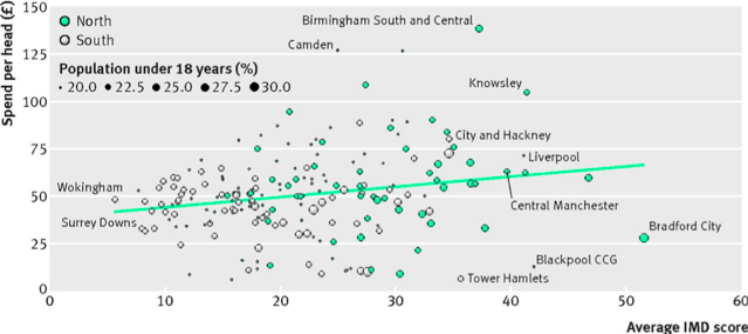 Spend per head (£)
150
125
100
75
50
25
0
North
South
Population under 18 years (%)
20.0 22.5 25.0 27.5 30.0
Birmingham South and Central
Camden
Knowsley
City and Hackney
Liverpool
Wokingham
Central Manchester
Surrey Downs
Bradford City
Blackpool CCG
Tower Hamlets
0 10 20 30 40 50 60
Average IMD score